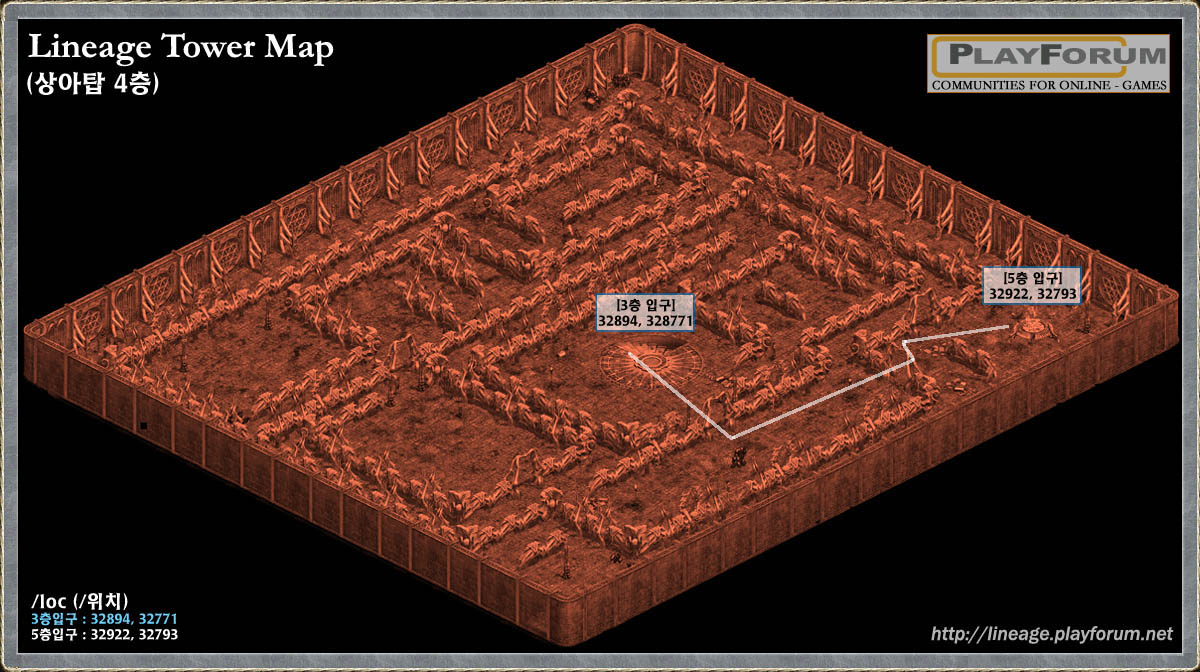 Lineage Tower Map
(상아탑 4층)
PLAYFORUM
COMMUNITIES FOR ONLINE - GAMES
[5층 입구]
32922, 32793
[3층 입구]
32894, 328771
/loc (/위치)
3층입구 : 32894, 32771
5층입구 : 32922, 32793
http://lineage.playforum.net